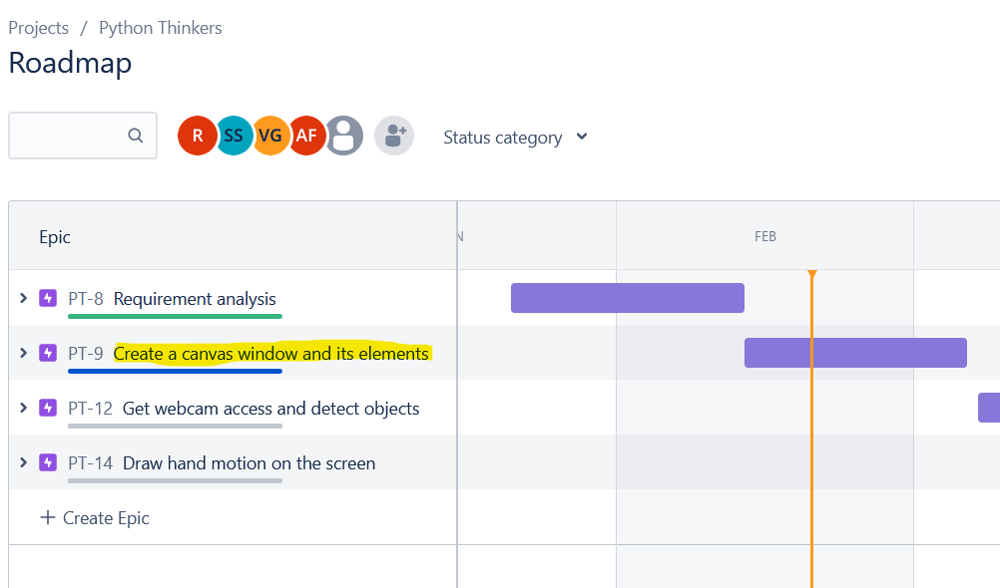 Projects / Python Thinkers
Roadmap
R SS VG AF
Status category
Epic
N
FEB
PT-8 Requirement analysis
PT-9 Create a canvas window and its elements
PT-12 Get webcam access and detect objects
PT-14 Draw hand motion on the screen
+ Create Epic